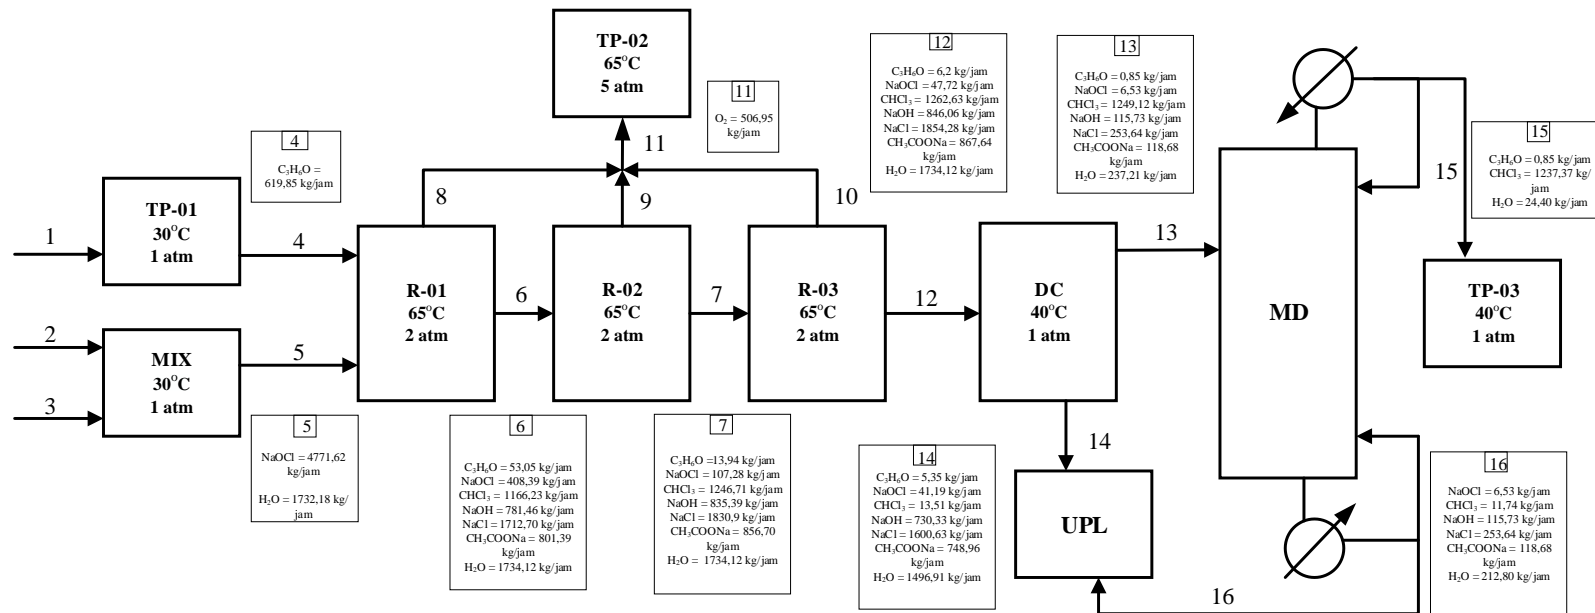 TP-02
65°C
5 atm
11
O₂ = 506,95
kg/jam
12
C₃H₆O = 6,2 kg/jam
NaOCl = 47,72 kg/jam
CHCl₃ = 1262,63 kg/jam
NaOH = 846,06 kg/jam
NaCl = 1854,28 kg/jam
CH₃COONa = 867,64
kg/jam
H₂O = 1734,12 kg/jam
13
C₃H₆O = 0,85 kg/jam
NaOCl = 6,53 kg/jam
CHCl₃ = 1249,12 kg/jam
NaOH = 115,73 kg/jam
NaCl = 253,64 kg/jam
CH₃COONa = 118,68
kg/jam
H₂O = 237,21 kg/jam
15
C₃H₆O = 0,85 kg/jam
CHCl₃ = 1237,37 kg/
jam
H₂O = 24,40 kg/jam
4
C₃H₆O =
619,85 kg/jam
11
8
9
10
15
1
TP-01
30°C
1 atm
4
R-01
65°C
2 atm
6
R-02
65°C
2 atm
7
R-03
65°C
2 atm
12
DC
40°C
1 atm
13
MD
TP-03
40°C
1 atm
2
3
MIX
30°C
1 atm
5
5
NaOCl = 4771,62
kg/jam
H₂O = 1732,18 kg/
jam
6
C₃H₆O = 53,05 kg/jam
NaOCl = 408,39 kg/jam
CHCl₃ = 1166,23 kg/jam
NaOH = 781,46 kg/jam
NaCl = 1712,70 kg/jam
CH₃COONa = 801,39
kg/jam
H₂O = 1734,12 kg/jam
7
C₃H₆O =13,94 kg/jam
NaOCl = 107,28 kg/jam
CHCl₃ = 1246,71 kg/jam
NaOH = 835,39 kg/jam
NaCl = 1830,9 kg/jam
CH₃COONa = 856,70
kg/jam
H₂O = 1734,12 kg/jam
14
C₃H₆O = 5,35 kg/jam
NaOCl = 41,19 kg/jam
CHCl₃ = 13,51 kg/jam
NaOH = 730,33 kg/jam
NaCl = 1600,63 kg/jam
CH₃COONa = 748,96
kg/jam
H₂O = 1496,91 kg/jam
14
UPL
16
16
NaOCl = 6,53 kg/jam
CHCl₃ = 11,74 kg/jam
NaOH = 115,73 kg/jam
NaCl = 253,64 kg/jam
CH₃COONa = 118,68
kg/jam
H₂O = 212,80 kg/jam